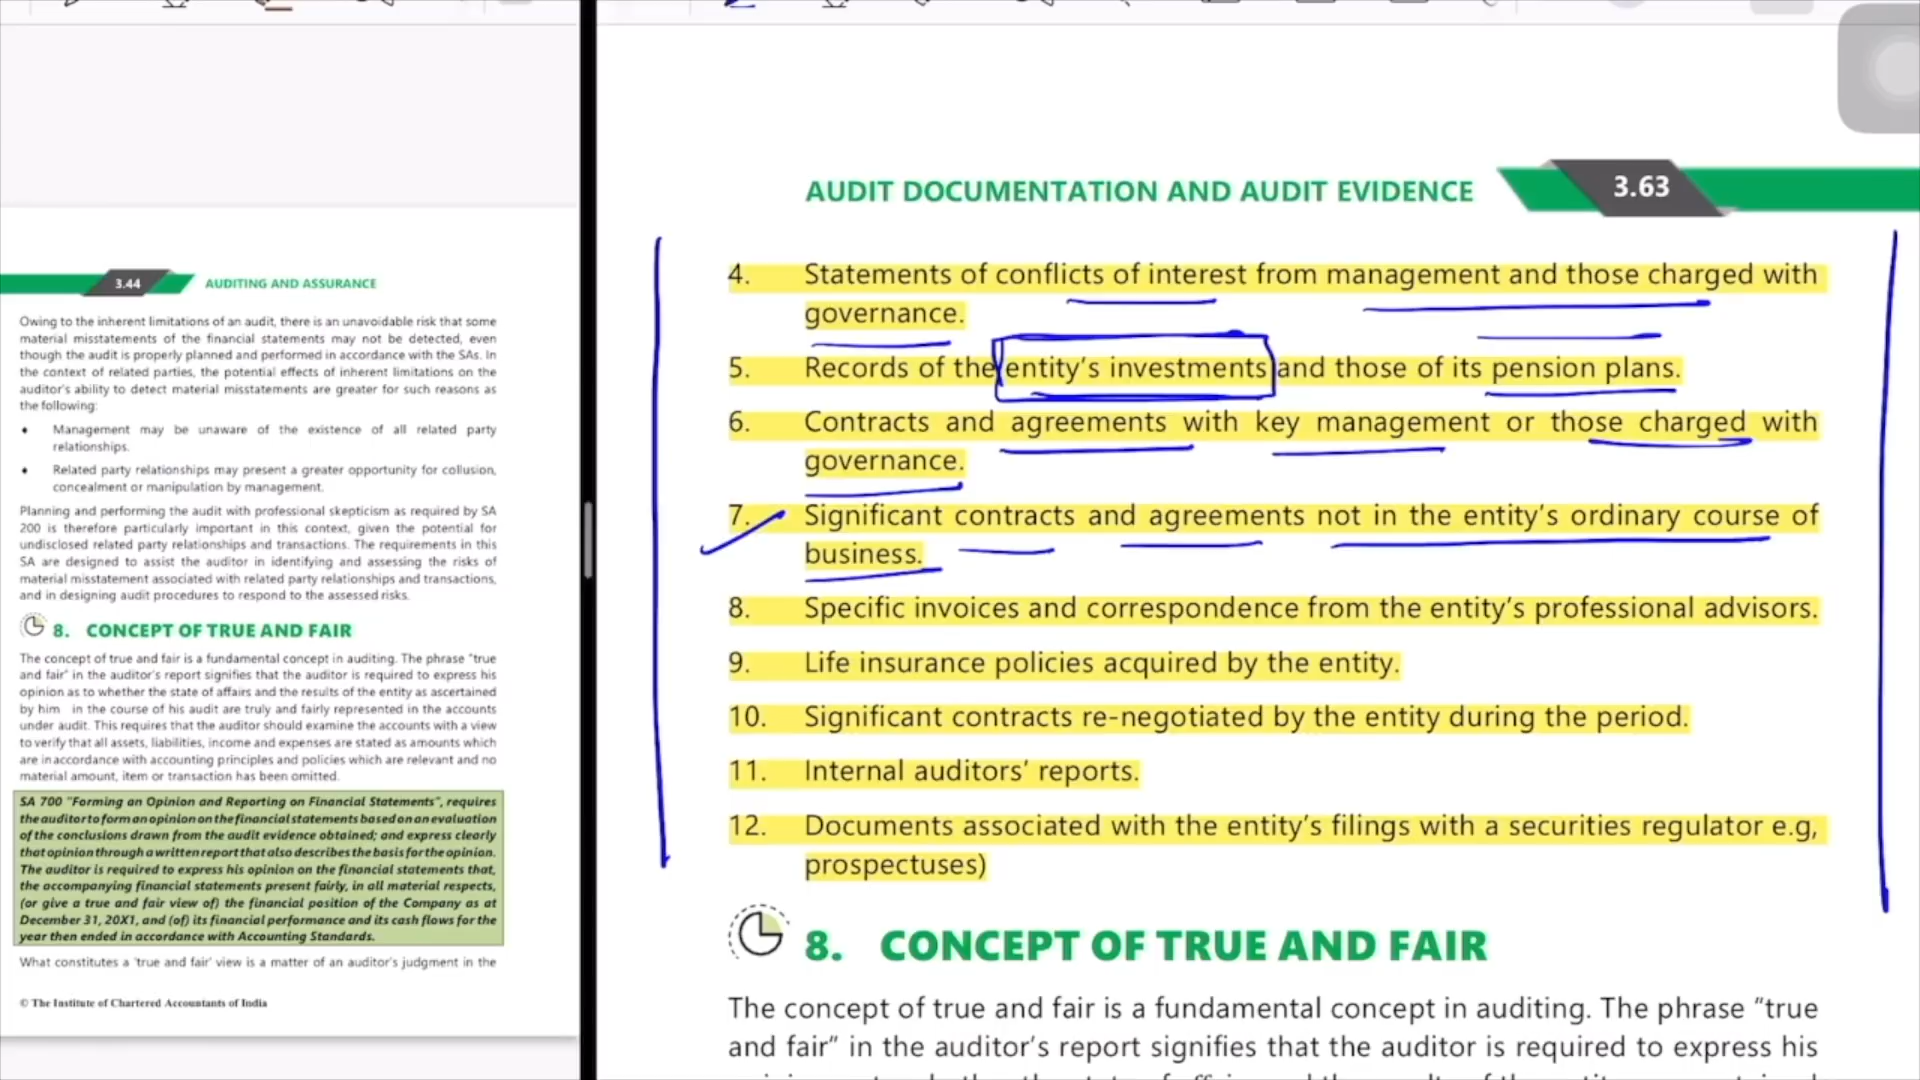 3.44 AUDITING AND ASSURANCE
Owing to the inherent limitations of an audit, there is an unavoidable risk that some
material misstatements of the financial statements may not be detected, even
though the audit is properly planned and performed in accordance with the SAs. In
the context of related parties, the potential effects of inherent limitations on the
auditor's ability to detect material misstatements are greater for such reasons as
the following:
• Management may be unaware of the existence of all related party
relationships.
• Related party relationships may present a greater opportunity for collusion,
concealment or manipulation by management.
Planning and performing the audit with professional skepticism as required by SA
200 is therefore particularly important in this context, given the potential for
undisclosed related party relationships and transactions. The requirements in this
SA are designed to assist the auditor in identifying and assessing the risks of
material misstatement associated with related party relationships and transactions,
and in designing audit procedures to respond to the assessed risks.
8. CONCEPT OF TRUE AND FAIR
The concept of true and fair is a fundamental concept in auditing. The phrase "true
and fair" in the auditor's report signifies that the auditor is required to express his
opinion as to whether the state of affairs and the results of the entity as ascertained
by him in the course of his audit are truly and fairly represented in the accounts
under audit. This requires that the auditor should examine the accounts with a view
to verify that all assets, liabilities, income and expenses are stated as amounts which
are in accordance with accounting principles and policies which are relevant and no
material amount, item or transaction has been omitted.
SA 700 "Forming an Opinion and Reporting on Financial Statements", requires
the auditor to form an opinion on the financial statements based on an evaluation
of the conclusions drawn from the audit evidence obtained; and express clearly
that opinion through a written report that also describes the basis for the opinion.
The auditor is required to express his opinion on the financial statements that,
the accompanying financial statements present fairly, in all material respects,
(or give a true and fair view of) the financial position of the Company as at
December 31, 20X1, and (of) its financial performance and its cash flows for the
year then ended in accordance with Accounting Standards.
What constitutes a 'true and fair' view is a matter of an auditor's judgment in the
© The Institute of Chartered Accountants of India
AUDIT DOCUMENTATION AND AUDIT EVIDENCE 3.63
4. Statements of conflicts of interest from management and those charged with
governance.
5. Records of the entity's investments and those of its pension plans.
6. Contracts and agreements with key management or those charged with
governance.
7. Significant contracts and agreements not in the entity's ordinary course of
business.
8. Specific invoices and correspondence from the entity's professional advisors.
9. Life insurance policies acquired by the entity.
10. Significant contracts re-negotiated by the entity during the period.
11. Internal auditors' reports.
12. Documents associated with the entity's filings with a securities regulator e.g,
prospectuses)
8. CONCEPT OF TRUE AND FAIR
The concept of true and fair is a fundamental concept in auditing. The phrase "true
and fair" in the auditor's report signifies that the auditor is required to express his